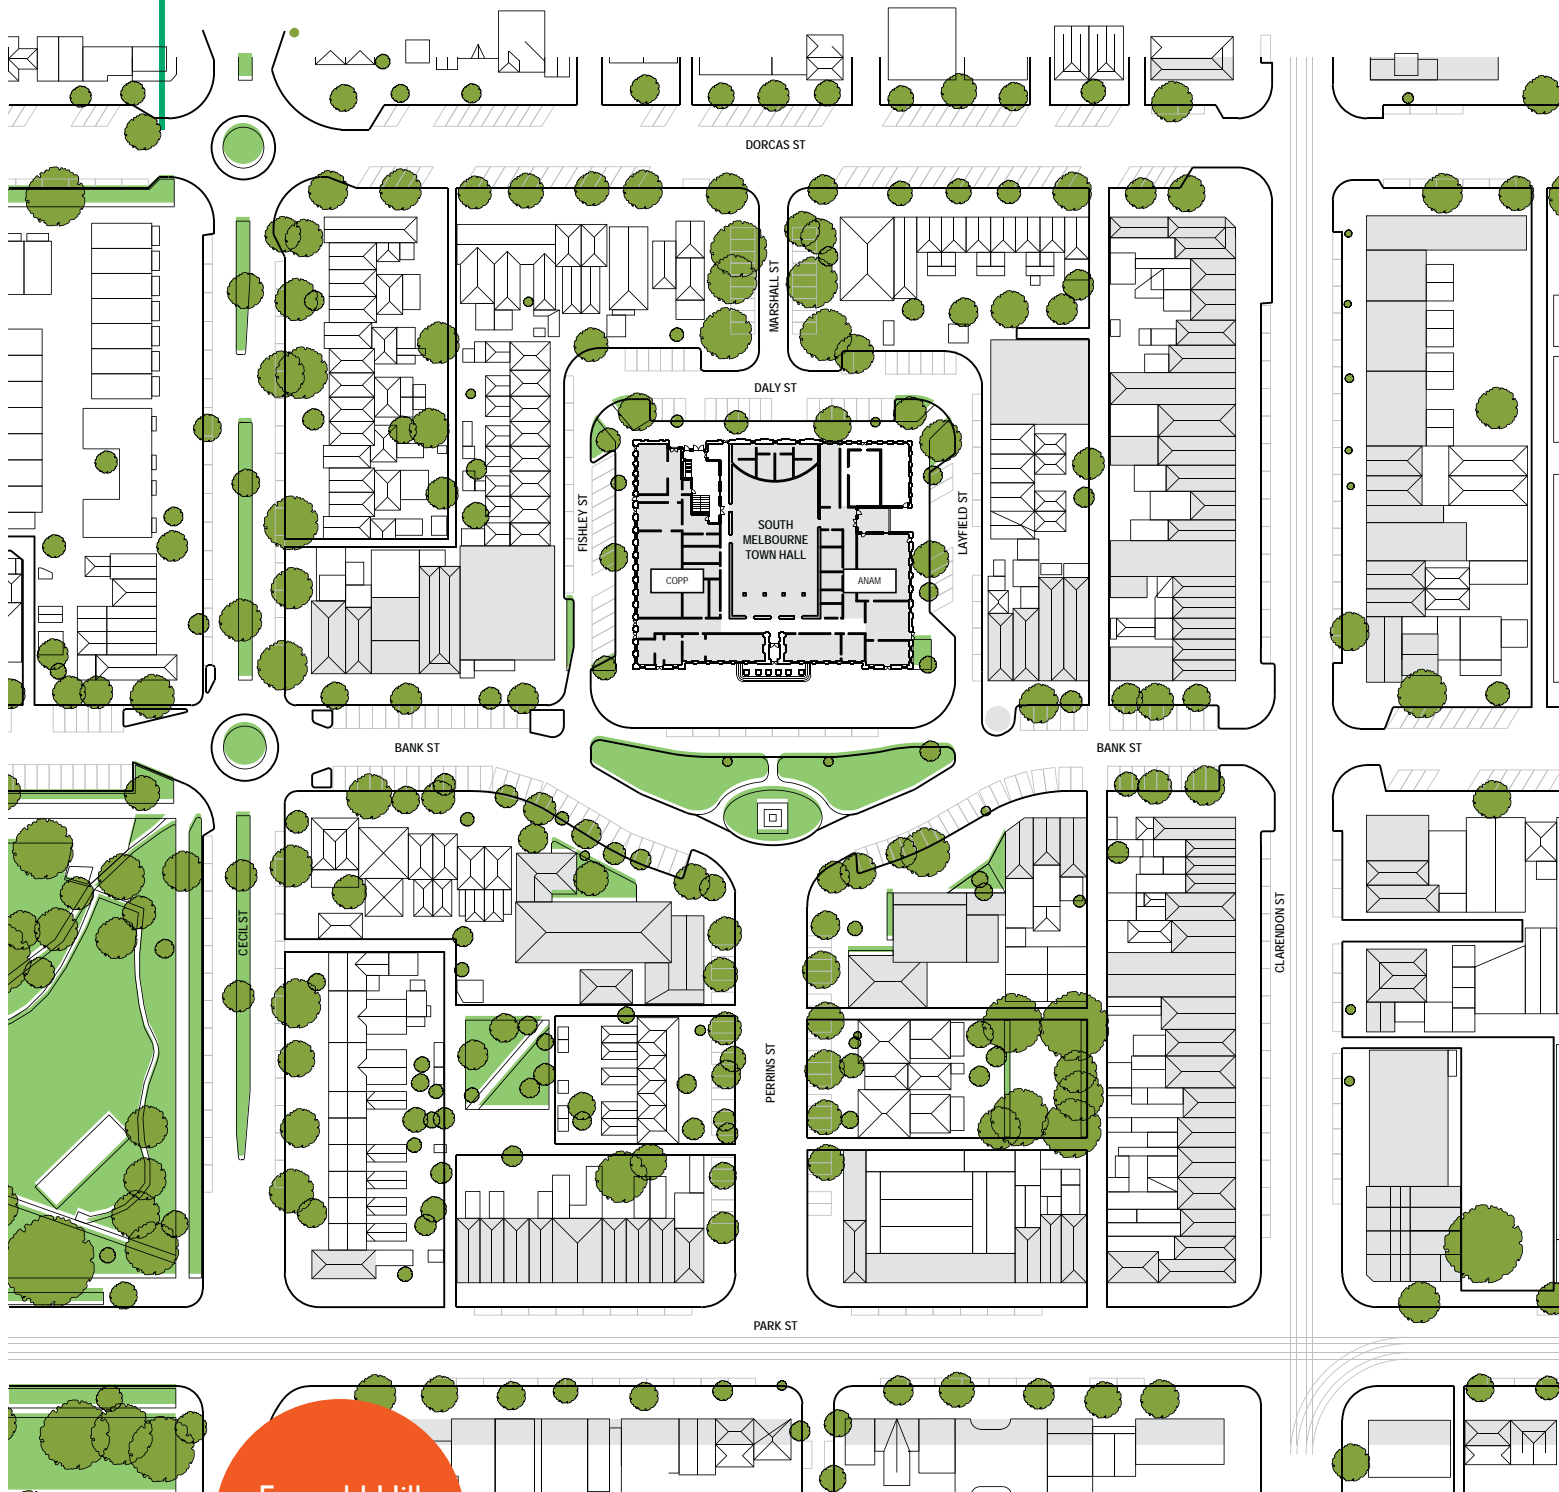 DORCAS ST
MARSHALL ST
DALY ST
FISHLEY ST
LAYFIELD ST
SOUTH
MELBOURNE
TOWN HALL
COPP
ANAM
BANK ST
BANK ST
CECIL ST
CLARENDON ST
PERRINS ST
PARK ST